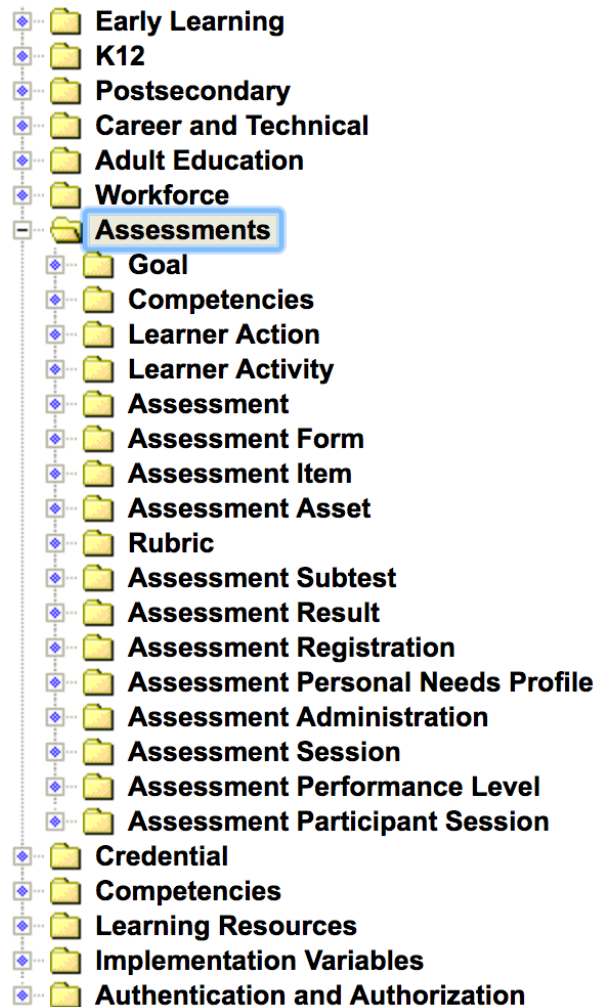 Early Learning
K12
Postsecondary
Career and Technical
Adult Education
Workforce
Assessments
Goal
Competencies
Learner Action
Learner Activity
Assessment
Assessment Form
Assessment Item
Assessment Asset
Rubric
Assessment Subtest
Assessment Result
Assessment Registration
Assessment Personal Needs Profile
Assessment Administration
Assessment Session
Assessment Performance Level
Assessment Participant Session
Credential
Competencies
Learning Resources
Implementation Variables
Authentication and Authorization